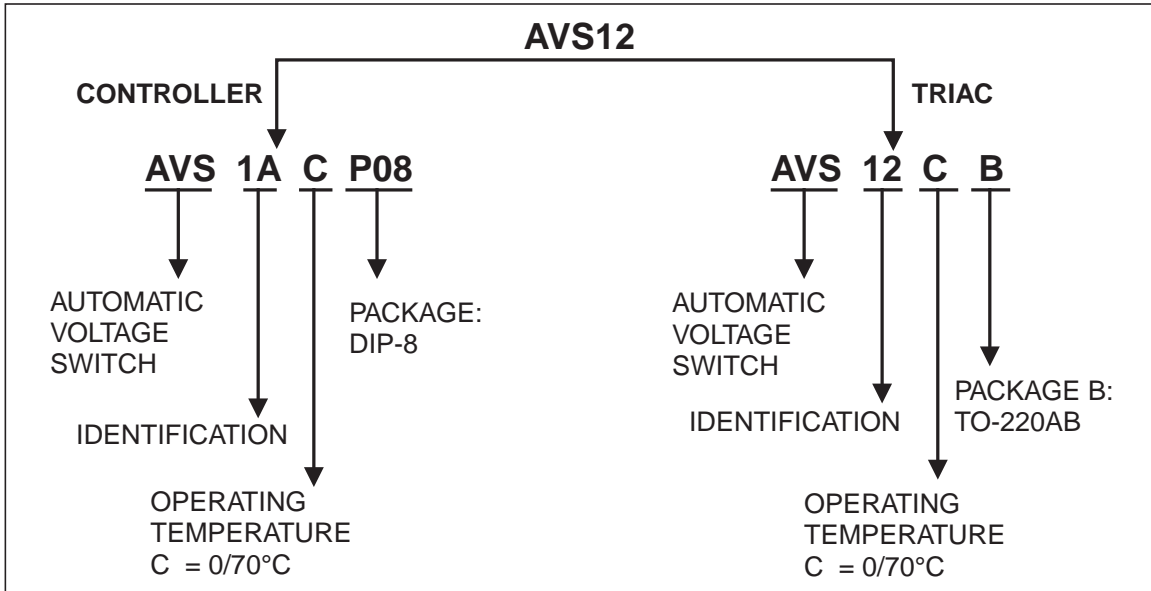 AVS12
CONTROLLER
TRIAC
AVS 1A C P08
AVS 12 C B
AUTOMATIC
VOLTAGE
SWITCH
PACKAGE:
DIP-8
IDENTIFICATION
OPERATING
TEMPERATURE
C = 0/70°C
AUTOMATIC
VOLTAGE
SWITCH
PACKAGE B:
TO-220AB
IDENTIFICATION
OPERATING
TEMPERATURE
C = 0/70°C